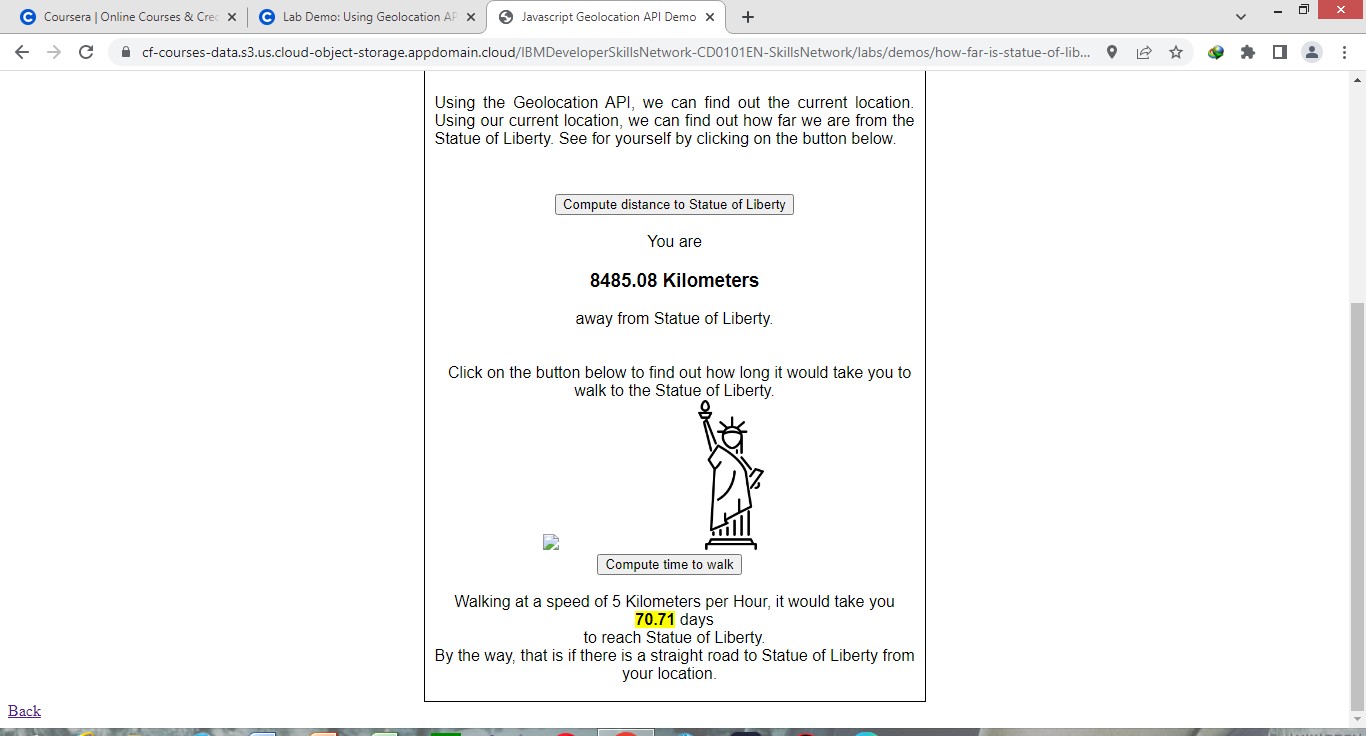 Coursera | Online Courses & Cre
Lab Demo: Using Geolocation AP
Javascript Geolocation API Demo
cf-courses-data.s3.us.cloud-object-storage.appdomain.cloud/IBMDeveloperSkillsNetwork-CD0101EN-SkillsNetwork/labs/demos/how-far-is-statue-of-lib...
Using the Geolocation API, we can find out the current location.
Using our current location, we can find out how far we are from the
Statue of Liberty. See for yourself by clicking on the button below.
Compute distance to Statue of Liberty
You are
8485.08 Kilometers
away from Statue of Liberty.
Click on the button below to find out how long it would take you to
walk to the Statue of Liberty.
Compute time to walk
Walking at a speed of 5 Kilometers per Hour, it would take you
70.71 days
to reach Statue of Liberty.
By the way, that is if there is a straight road to Statue of Liberty from
your location.
Back